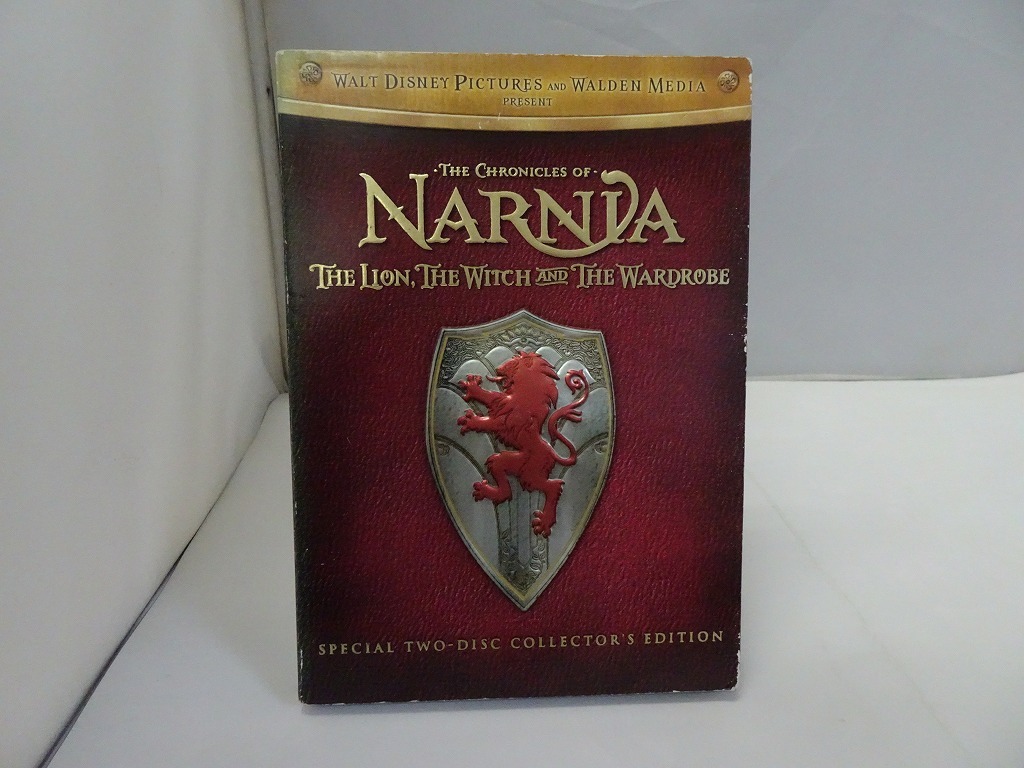 WALT DISNEY PICTURES AND WALDEN MEDIA
PRESENT
·THE CHRONICLES OF·
NARNIA
THE LION, THE WITCH AND THE WARDROBE
SPECIAL TWO-DISC COLLECTOR'S EDITION